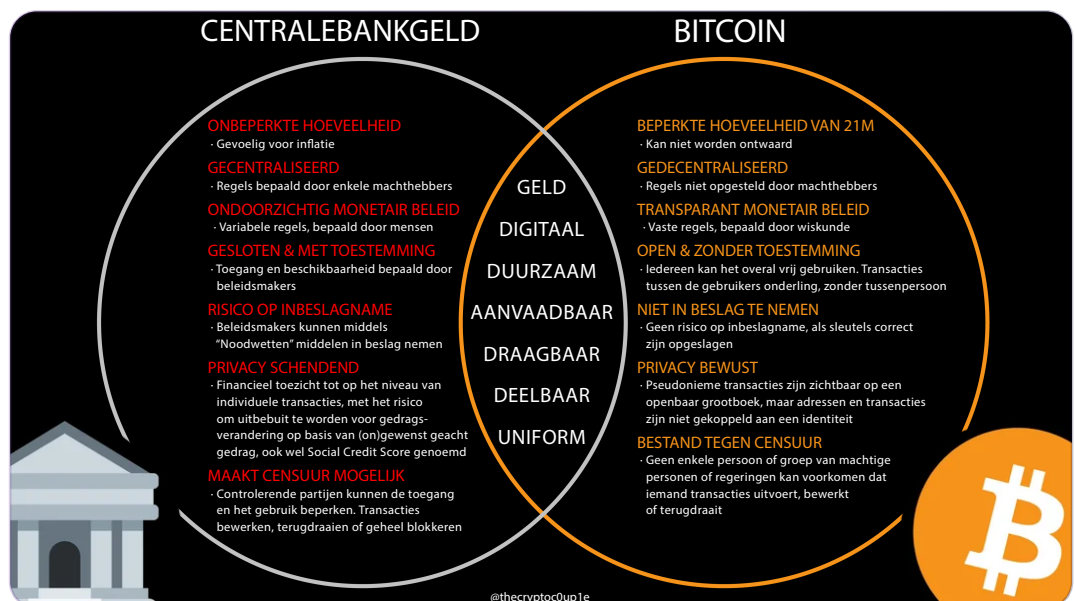 CENTRALEBANKGELD
ONBEPERKTE HOEVEELHEID
· Gevoelig voor inflatie
GECENTRALISEERD
· Regels bepaald door enkele machthebbers
ONDOORZICHTIG MONETAIR BELEID
· Variabele regels, bepaald door mensen
GESLOTEN & MET TOESTEMMING
· Toegang en beschikbaarheid bepaald door
beleidsmakers
RISICO OP INBESLAGNAME
· Beleidsmakers kunnen middels
“Noodwetten” middelen in beslag nemen
PRIVACY SCHENDEND
· Financieel toezicht tot op het niveau van
individuele transacties, met het risico
om uitbebuit te worden voor gedrags-
verandering op basis van (on)gewenst geacht
gedrag, ook wel Social Credit Score genoemd
MAAKT CENSUUR MOGELIJK
· Controlerende partijen kunnen de toegang
en het gebruik beperken. Transacties
bewerken, terugdraaien of geheel blokkeren
GELD
DIGITAAL
DUURZAAM
AANVAADBAAR
DRAAGBAAR
DEELBAAR
UNIFORM
BITCOIN
BEPERKTE HOEVEELHEID VAN 21M
· Kan niet worden ontwaard
GEDECENTRALISEERD
· Regels niet opgesteld door machthebbers
TRANSPARANT MONETAIR BELEID
· Vaste regels, bepaald door wiskunde
OPEN & ZONDER TOESTEMMING
· Iedereen kan het overal vrij gebruiken. Transacties
tussen de gebruikers onderling, zonder tussenpersoon
NIET IN BESLAG TE NEMEN
· Geen risico op inbeslagname, als sleutels correct
zijn opgeslagen
PRIVACY BEWUST
· Pseudonieme transacties zijn zichtbaar op een
openbaar grootboek, maar adressen en transacties
zijn niet gekoppeld aan een identiteit
BESTAND TEGEN CENSUUR
· Geen enkele persoon of groep van machtige
personen of regeringen kan voorkomen dat
iemand transacties uitvoert, bewerkt
of terugdraait
@thecryptoc0up1e